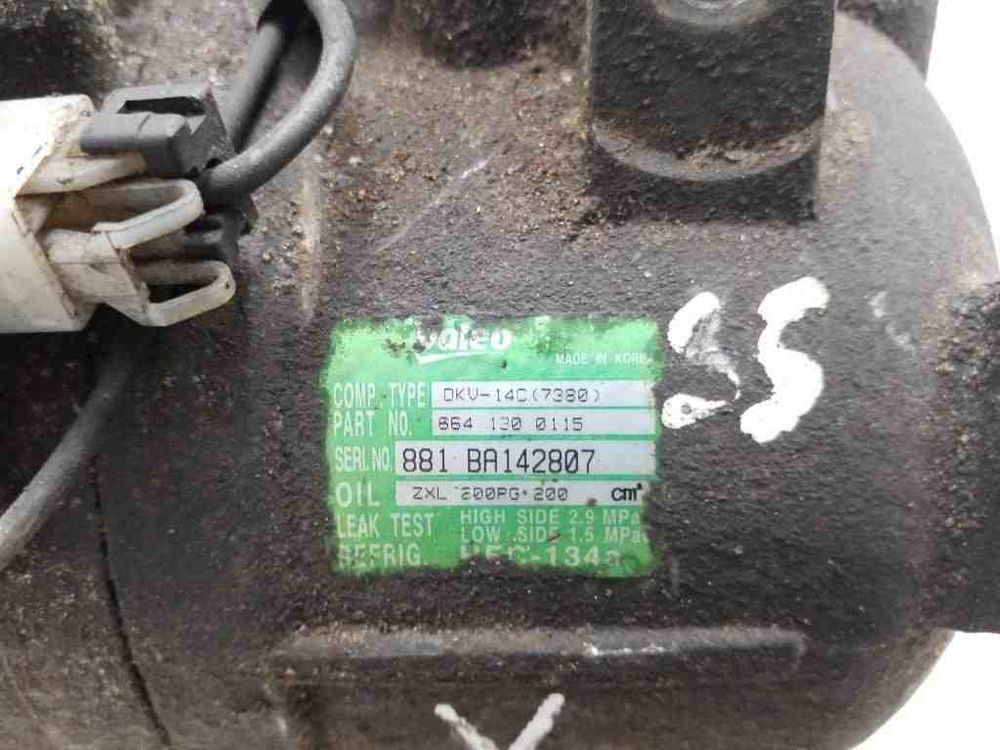 Valeo
MADE IN KOREA
COMP. TYPE DKV-14C(7380)
PART NO. 864 130 0115
SERI. NO. 881 BA142807
OIL ZXL 200PG·200 cm³
LEAK TEST HIGH SIDE 2.9 MPa
LOW SIDE 1.5 MPa
REFRIG. HFC-134a